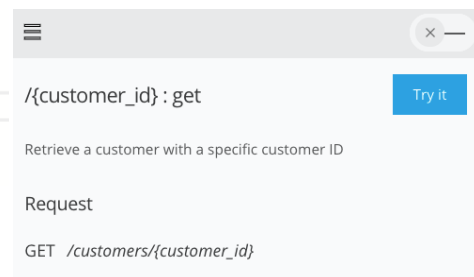 /{customer_id} : get
Try it
Retrieve a customer with a specific customer ID
Request
GET /customers/{customer_id}